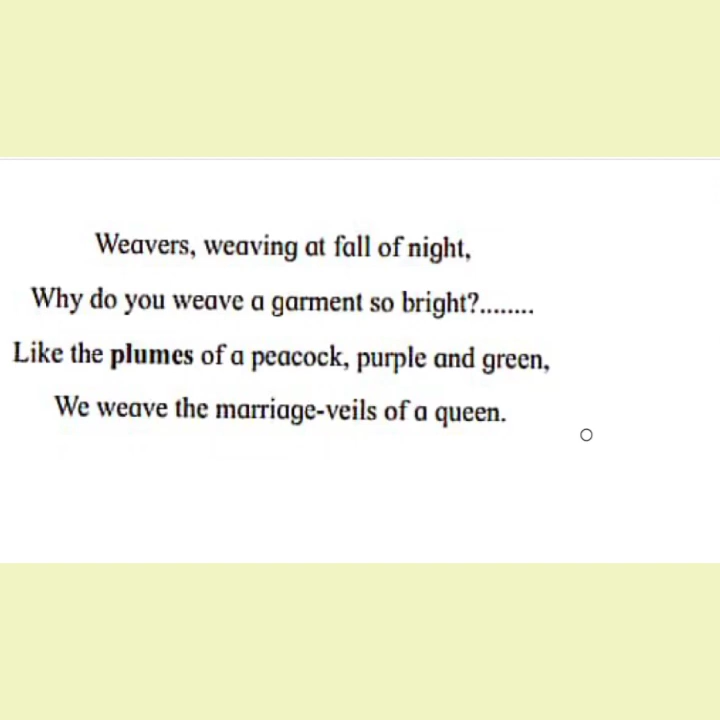 Weavers, weaving at fall of night,
Why do you weave a garment so bright?........
Like the plumes of a peacock, purple and green,
We weave the marriage-veils of a queen.